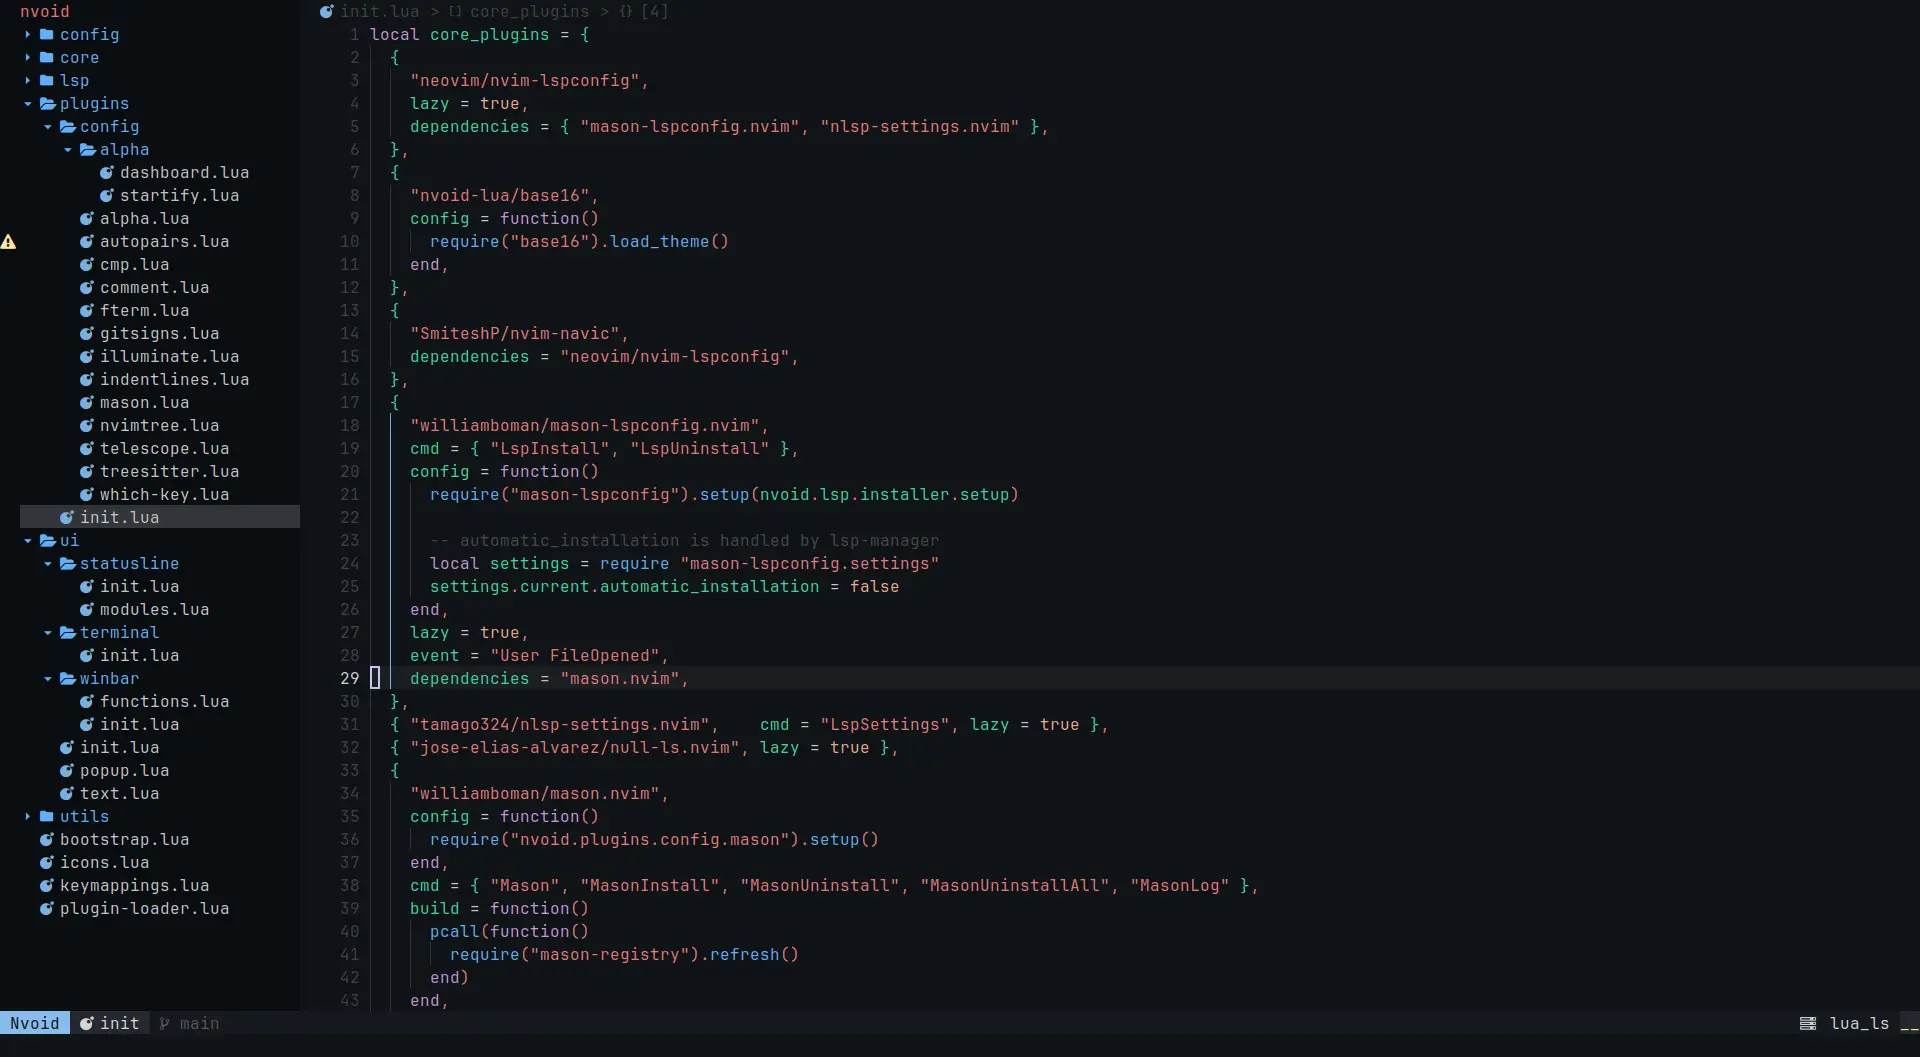 nvoid
config
core
lsp
plugins
config
alpha
dashboard.lua
startify.lua
alpha.lua
autopairs.lua
cmp.lua
comment.lua
fterm.lua
gitsigns.lua
illuminate.lua
indentlines.lua
mason.lua
nvimtree.lua
telescope.lua
treesitter.lua
which-key.lua
init.lua
ui
statusline
init.lua
modules.lua
terminal
init.lua
winbar
functions.lua
init.lua
init.lua
popup.lua
text.lua
utils
bootstrap.lua
icons.lua
keymappings.lua
plugin-loader.lua
init.lua > [] core_plugins > {} [4]
1 local core_plugins = {
2   {
3     "neovim/nvim-lspconfig",
4     lazy = true,
5     dependencies = { "mason-lspconfig.nvim", "nlsp-settings.nvim" },
6   },
7   {
8     "nvoid-lua/base16",
9     config = function()
10       require("base16").load_theme()
11     end,
12   },
13   {
14     "SmiteshP/nvim-navic",
15     dependencies = "neovim/nvim-lspconfig",
16   },
17   {
18     "williamboman/mason-lspconfig.nvim",
19     cmd = { "LspInstall", "LspUninstall" },
20     config = function()
21       require("mason-lspconfig").setup(nvoid.lsp.installer.setup)
22
23       -- automatic_installation is handled by lsp-manager
24       local settings = require "mason-lspconfig.settings"
25       settings.current.automatic_installation = false
26     end,
27     lazy = true,
28     event = "User FileOpened",
29     dependencies = "mason.nvim",
30   },
31   { "tamago324/nlsp-settings.nvim",    cmd = "LspSettings", lazy = true },
32   { "jose-elias-alvarez/null-ls.nvim", lazy = true },
33   {
34     "williamboman/mason.nvim",
35     config = function()
36       require("nvoid.plugins.config.mason").setup()
37     end,
38     cmd = { "Mason", "MasonInstall", "MasonUninstall", "MasonUninstallAll", "MasonLog" },
39     build = function()
40       pcall(function()
41         require("mason-registry").refresh()
42       end)
43     end,
Nvoid init main lua_ls __